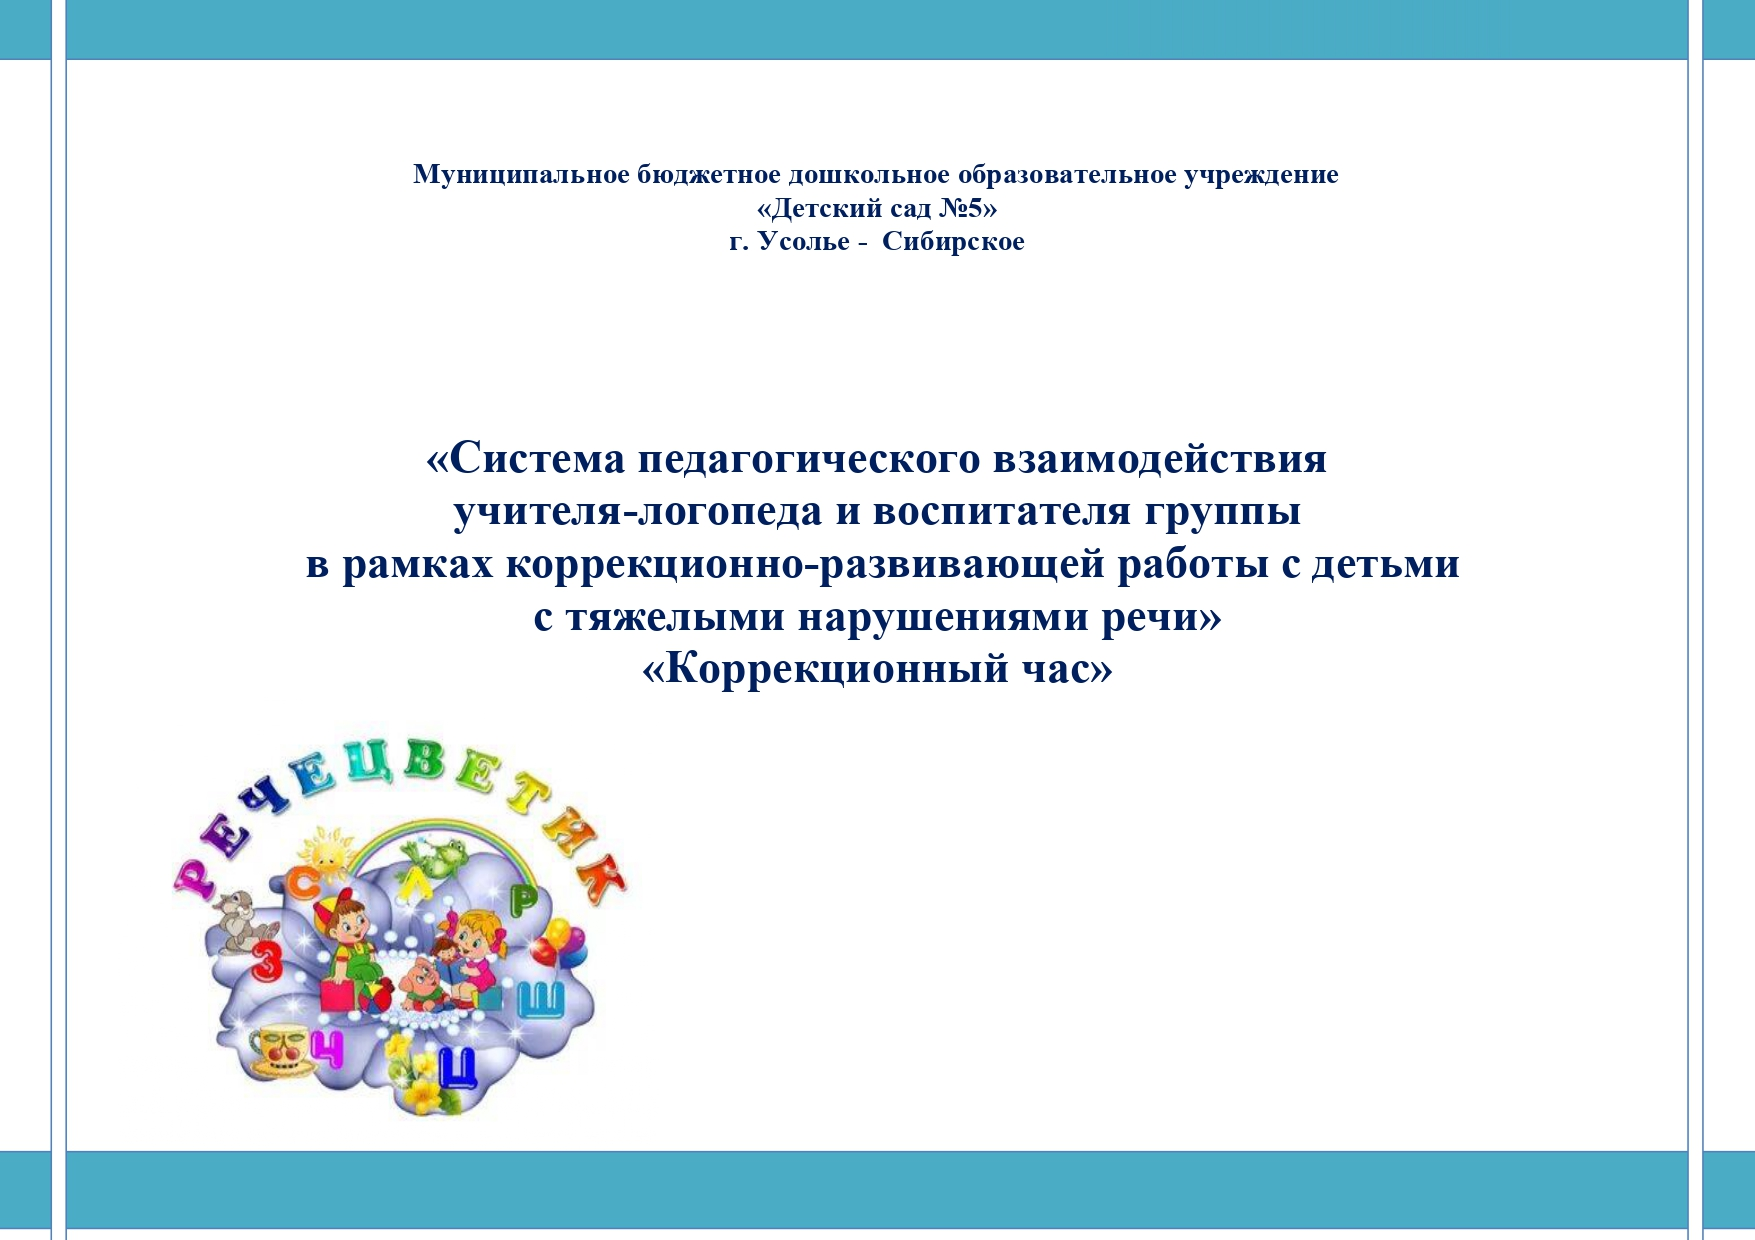 Муниципальное бюджетное дошкольное образовательное учреждение
«Детский сад №5»
г. Усолье -  Сибирское
«Система педагогического взаимодействия
учителя-логопеда и воспитателя группы
в рамках коррекционно-развивающей работы с детьми
с тяжелыми нарушениями речи»
«Коррекционный час»
РЕЧЕЦВЕТИК
С Л Р
З
Ш
Ч Ц